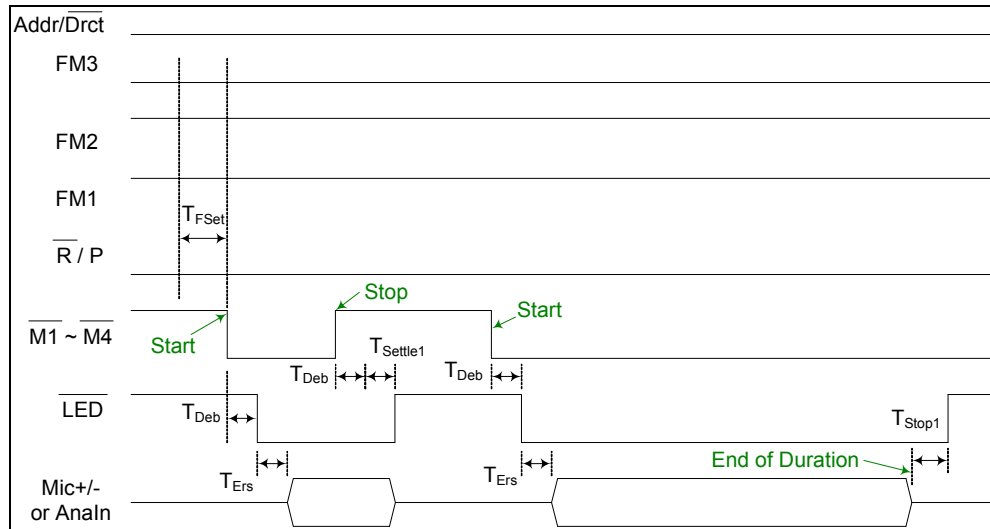 Addr/Drct
FM3
FM2
FM1
TFSet
R / P
Stop
Start
Start
M1 ~ M4
TSettle1
TDeb
TDeb
LED
TDeb
TStop1
End of Duration
TErs
TErs
Mic+/-
or AnaIn